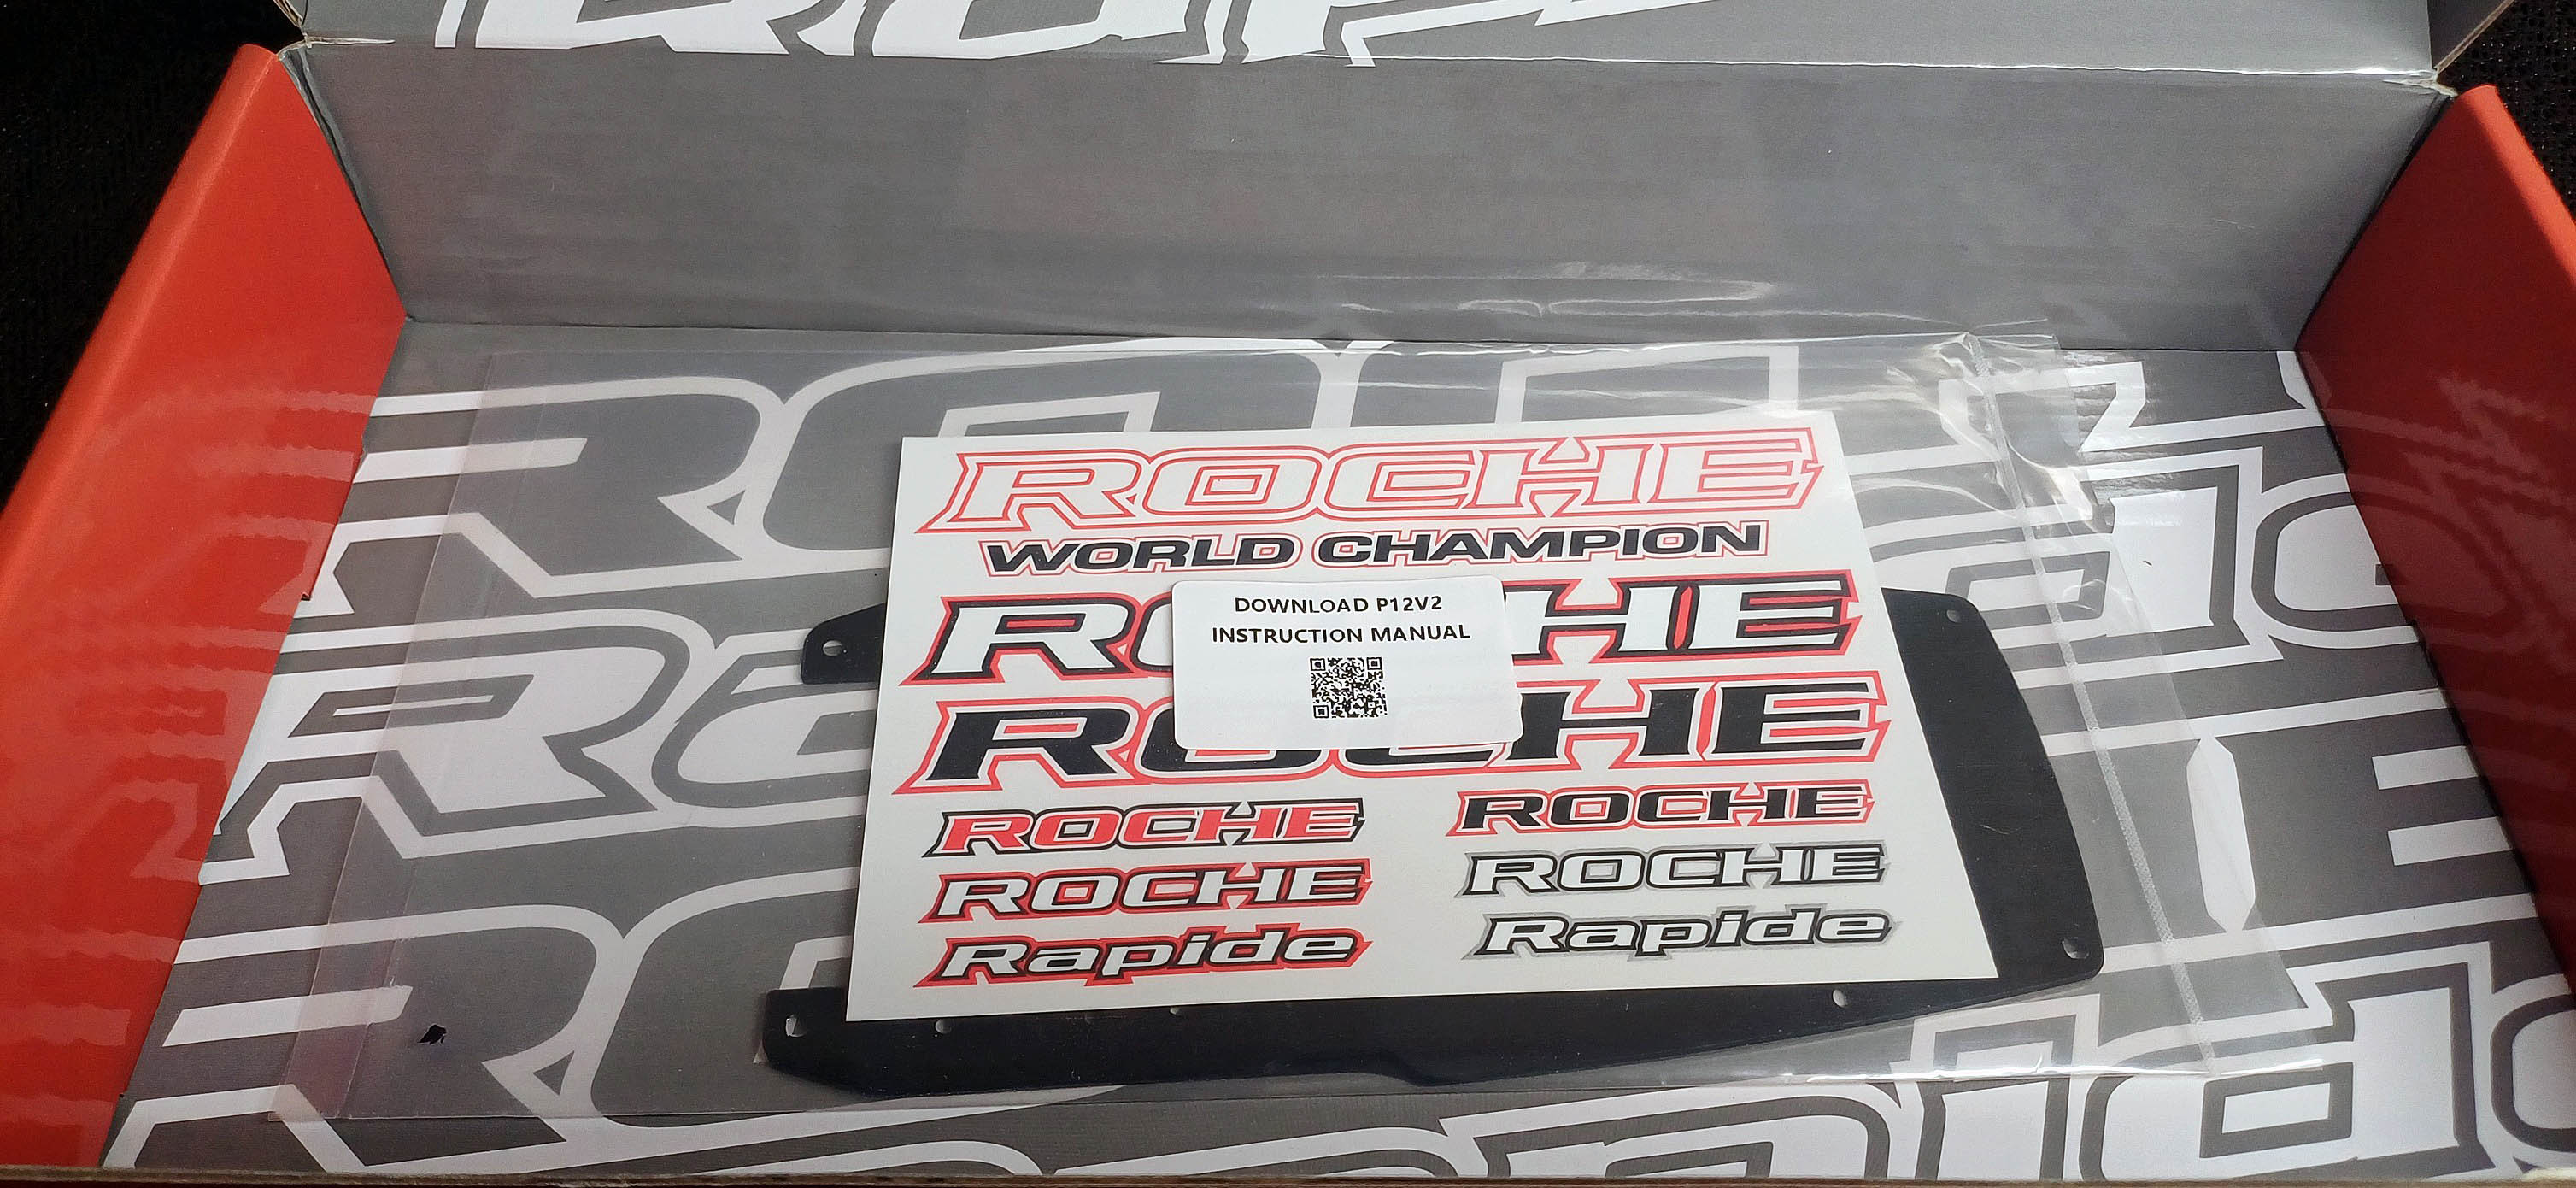 ROCHE
WORLD CHAMPION
ROCHE
DOWNLOAD P12V2
INSTRUCTION MANUAL
ROCHE
ROCHE
ROCHE
ROCHE
ROCHE
Rapide
Rapide